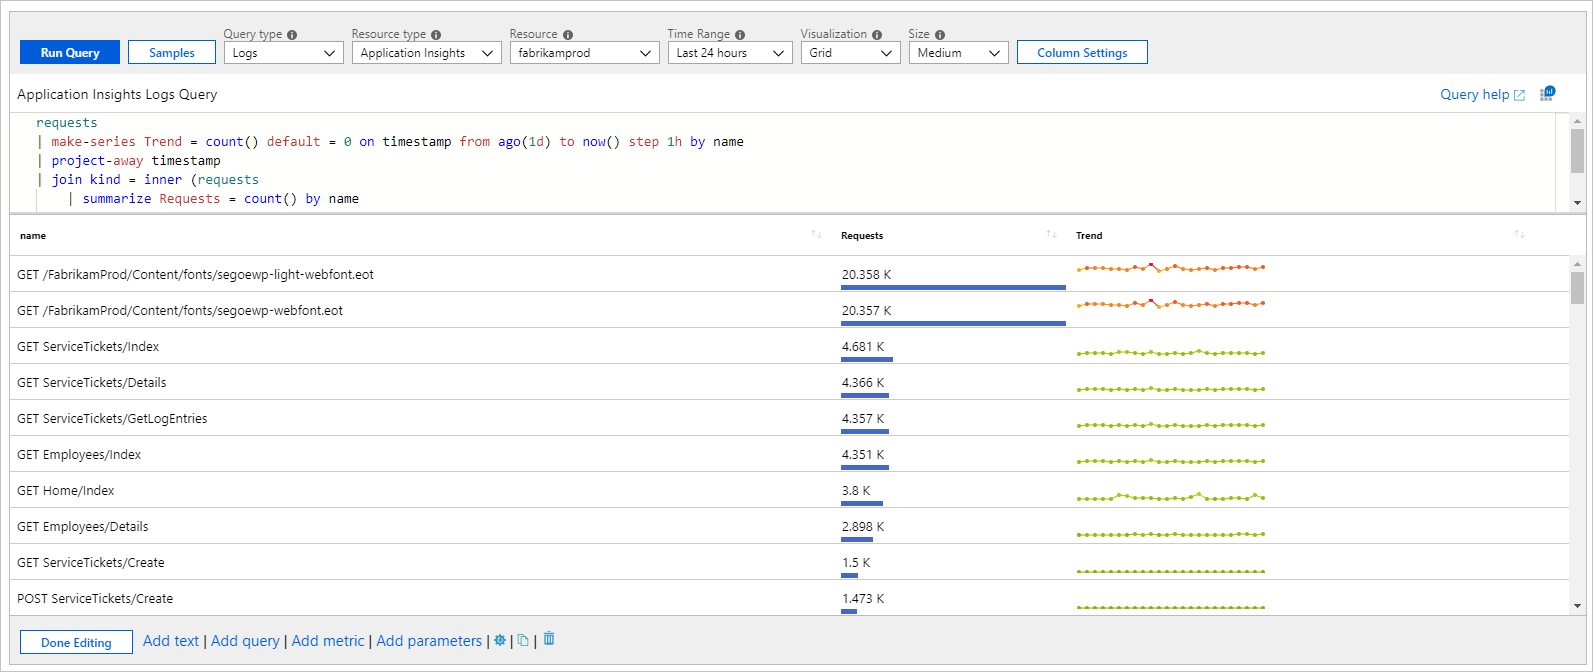 Query type Resource type Resource Time Range Visualization Size
Run Query Samples Logs Application Insights fabrikamprod Last 24 hours Grid Medium Column Settings
Application Insights Logs Query Query help
requests
| make-series Trend = count() default = 0 on timestamp from ago(1d) to now() step 1h by name
| project-away timestamp
| join kind = inner (requests
| summarize Requests = count() by name
name Requests Trend
GET /FabrikamProd/Content/fonts/segoewp-light-webfont.eot 20.358 K
GET /FabrikamProd/Content/fonts/segoewp-webfont.eot 20.357 K
GET ServiceTickets/Index 4.681 K
GET ServiceTickets/Details 4.366 K
GET ServiceTickets/GetLogEntries 4.357 K
GET Employees/Index 4.351 K
GET Home/Index 3.8 K
GET Employees/Details 2.898 K
GET ServiceTickets/Create 1.5 K
POST ServiceTickets/Create 1.473 K
Done Editing Add text | Add query | Add metric | Add parameters | | |